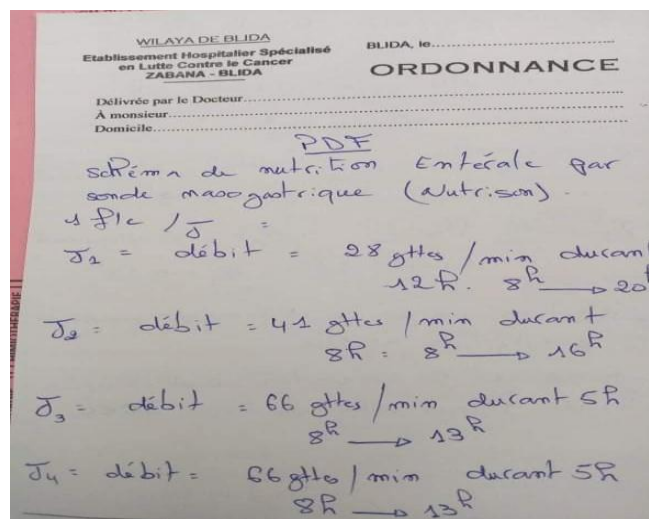 WILAYA DE BLIDA
Etablissement Hospitalier Spécialisé
en Lutte Contre le Cancer
ZABANA - BLIDA
BLIDA, le........................................
ORDONNANCE
Délivrée par le Docteur........................................
À monsieur........................................
Domicile........................................
PDF
schéma de nutrition Entérale par
sonde nasogastrique (Nutrison).
1 flc / J =
J1 = débit = 28 gttes / min duran
12h. 8h → 20h
J2 = débit = 41 gttes / min durant
8h : 8h → 16h
J3 = débit = 66 gttes / min durant 5h
8h → 13h
J4 = débit = 66 gttes / min durant 5h
8h → 13h